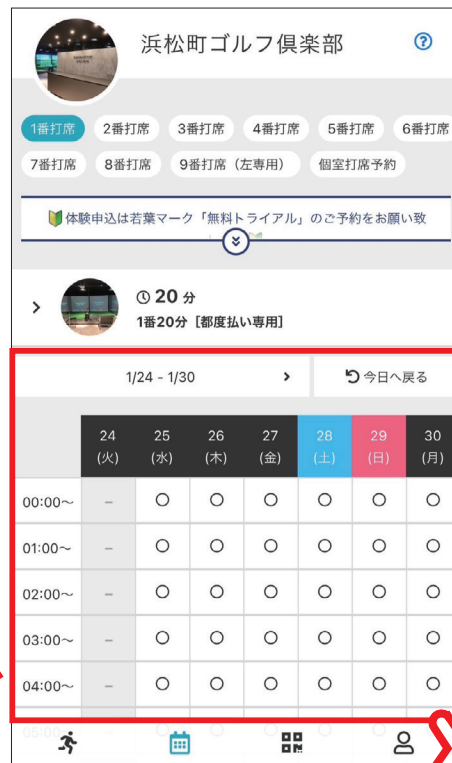 浜松町ゴルフ倶楽部 ?
1番打席 2番打席 3番打席 4番打席 5番打席 6番打席
7番打席 8番打席 9番打席（左専用） 個室打席予約
🔰体験申込は若葉マーク「無料トライアル」のご予約をお願い致
20 分
1番20分［都度払い専用］
1/24 - 1/30 > 今日へ戻る
24 25 26 27 28 29 30
(火) (水) (木) (金) (土) (日) (月)
00:00～ – ○ ○ ○ ○ ○ ○
01:00～ – ○ ○ ○ ○ ○ ○
02:00～ – ○ ○ ○ ○ ○ ○
03:00～ – ○ ○ ○ ○ ○ ○
04:00～ – ○ ○ ○ ○ ○ ○
05:00～